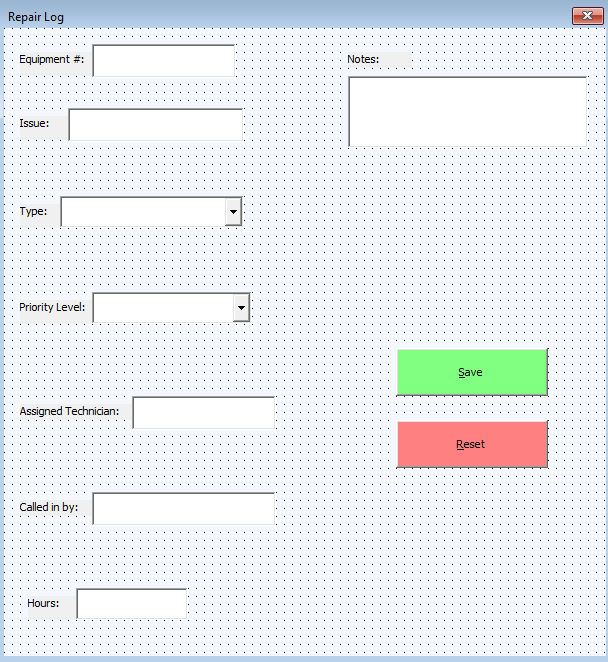 Repair Log
Equipment #:
Notes:
Issue:
Type:
Priority Level:
Save
Assigned Technician:
Reset
Called in by:
Hours: